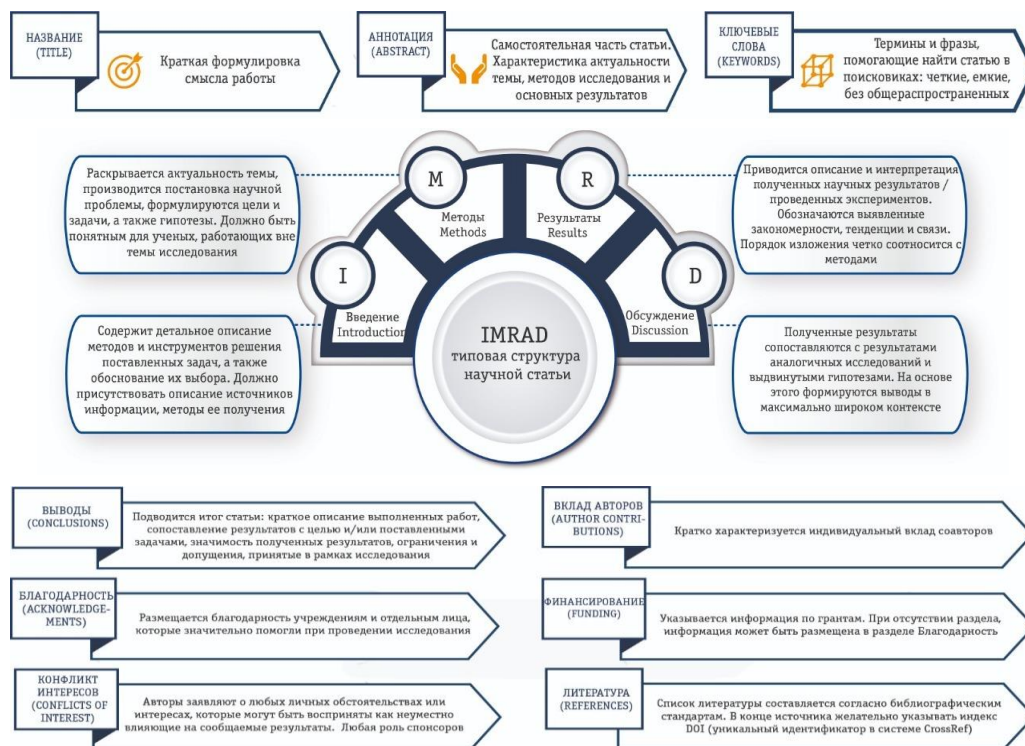 НАЗВАНИЕ
(TITLE)
Краткая формулировка
смысла работы
АННОТАЦИЯ
(ABSTRACT)
Самостоятельная часть статьи.
Характеристика актуальности
темы, методов исследования и
основных результатов
КЛЮЧЕВЫЕ
СЛОВА
(KEYWORDS)
Термины и фразы,
помогающие найти статью в
поисковиках: четкие, емкие,
без общераспространенных
Раскрывается актуальность темы,
производится постановка научной
проблемы, формулируются цели и
задачи, а также гипотезы. Должно быть
понятным для ученых, работающих вне
темы исследования
M
Методы
Methods
R
Результаты
Results
Приводится описание и интерпретация
полученных научных результатов /
проведенных экспериментов.
Обозначаются выявленные
закономерности, тенденции и связи.
Порядок изложения четко соотносится с
методами
I
Введение
Introduction
D
Обсуждение
Discussion
IMRAD
типовая структура
научной статьи
Содержит детальное описание
методов и инструментов решения
поставленных задач, а также
обоснование их выбора. Должно
присутствовать описание источников
информации, методы ее получения
Полученные результаты
сопоставляются с результатами
аналогичных исследований и
выдвинутыми гипотезами. На основе
этого формируются выводы в
максимально широком контексте
ВЫВОДЫ
(CONCLUSIONS)
Подводится итог статьи: краткое описание выполненных работ,
сопоставление результатов с целью и/или поставленными
задачами, значимость полученных результатов, ограничения и
допущения, принятые в рамках исследования
ВКЛАД АВТОРОВ
(AUTHOR CONTRI-
BUTIONS)
Кратко характеризуется индивидуальный вклад соавторов
БЛАГОДАРНОСТЬ
(ACKNOWLEDGE-
MENTS)
Размещается благодарность учреждениям и отдельным лица,
которые значительно помогли при проведении исследования
ФИНАНСИРОВАНИЕ
(FUNDING)
Указывается информация по грантам. При отсутствии раздела,
информация может быть размещена в разделе Благодарность
КОНФЛИКТ
ИНТЕРЕСОВ
(CONFLICTS OF
INTEREST)
Авторы заявляют о любых личных обстоятельствах или
интересах, которые могут быть восприняты как неуместно
влияющие на сообщаемые результаты. Любая роль спонсоров
ЛИТЕРАТУРА
(REFERENCES)
Список литературы составляется согласно библиографическим
стандартам. В конце источника желательно указывать индекс
DOI (уникальный идентификатор в системе CrossRef)